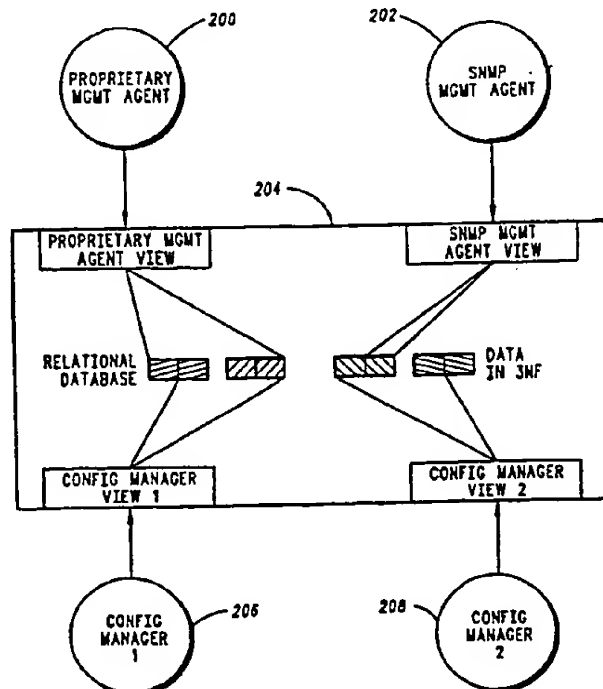 200
202
PROPRIETARY
MGMT AGENT
SNMP
MGMT AGENT
204
PROPRIETARY MGMT
AGENT VIEW
SNMP MGMT
AGENT VIEW
RELATIONAL
DATABASE
DATA
IN 3NF
CONFIG MANAGER
VIEW 1
CONFIG MANAGER
VIEW 2
206
208
CONFIG
MANAGER
1
CONFIG
MANAGER
2